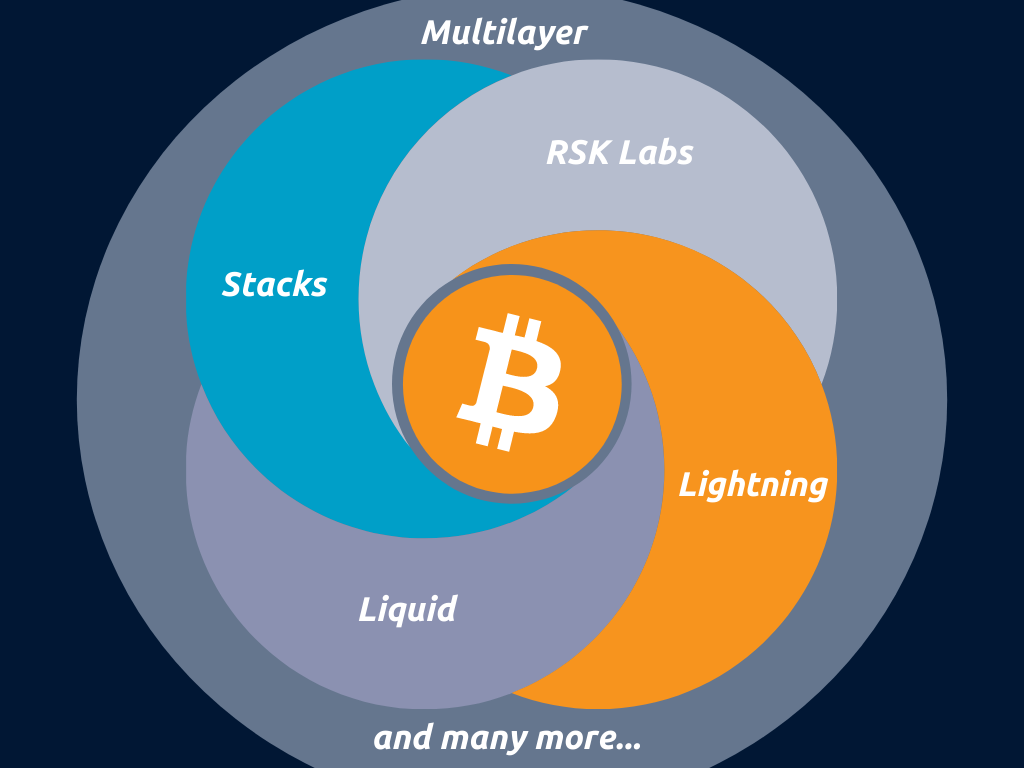 Multilayer
RSK Labs
Stacks
Lightning
Liquid
and many more...